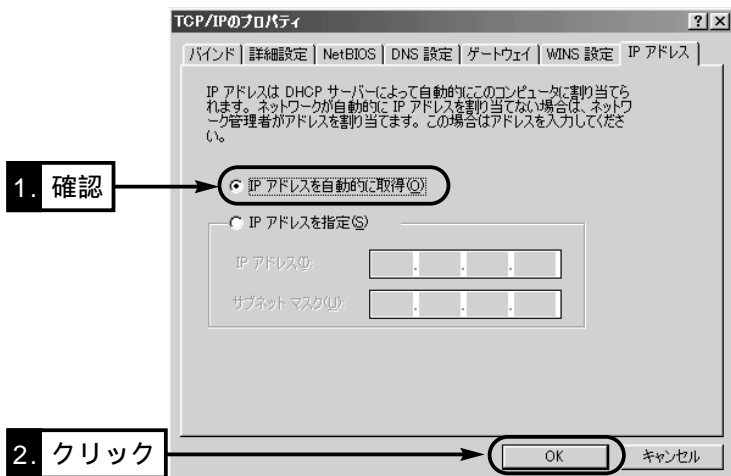 TCP/IPのプロパティ
バインド 詳細設定 NetBIOS DNS 設定 ゲートウェイ WINS 設定 IP アドレス
IP アドレスは DHCP サーバーによって自動的にこのコンピュータに割り当てら
れます。ネットワークが自動的に IP アドレスを割り当てない場合は、ネットワ
ーク管理者がアドレスを割り当てます。この場合はアドレスを入力してくださ
い。
1. 確認
IP アドレスを自動的に取得(O)
IP アドレスを指定(S)
IP アドレス(I):
サブネット マスク(U):
2. クリック
OK キャンセル